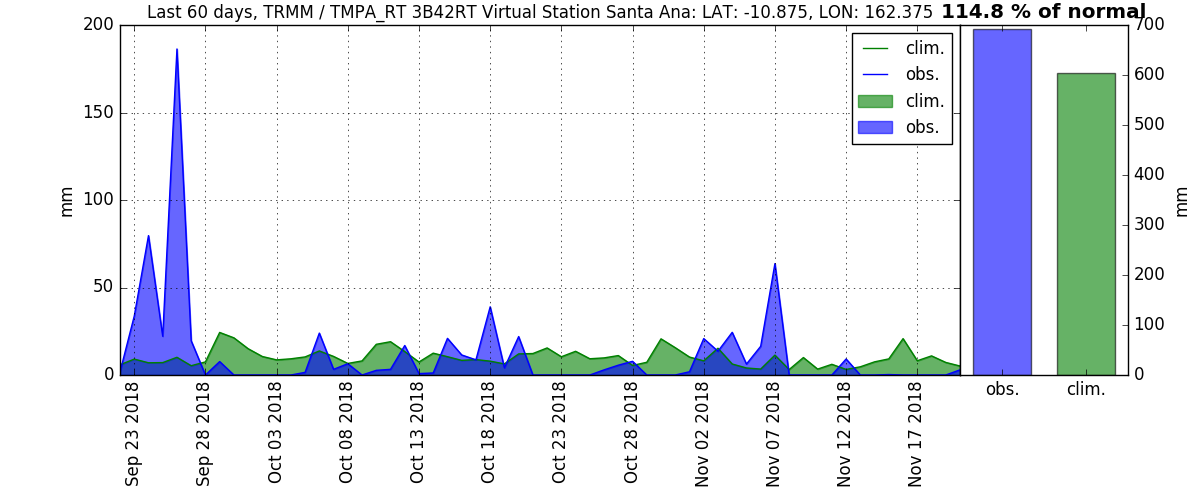 Last 60 days, TRMM / TMPA_RT 3B42RT Virtual Station Santa Ana: LAT: -10.875, LON: 162.375 114.8 % of normal
200
150
100
50
0
mm
clim.
obs.
clim.
obs.
700
600
500
400
300
200
100
0
mm
obs.
clim.
Sep 23 2018
Sep 28 2018
Oct 03 2018
Oct 08 2018
Oct 13 2018
Oct 18 2018
Oct 23 2018
Oct 28 2018
Nov 02 2018
Nov 07 2018
Nov 12 2018
Nov 17 2018